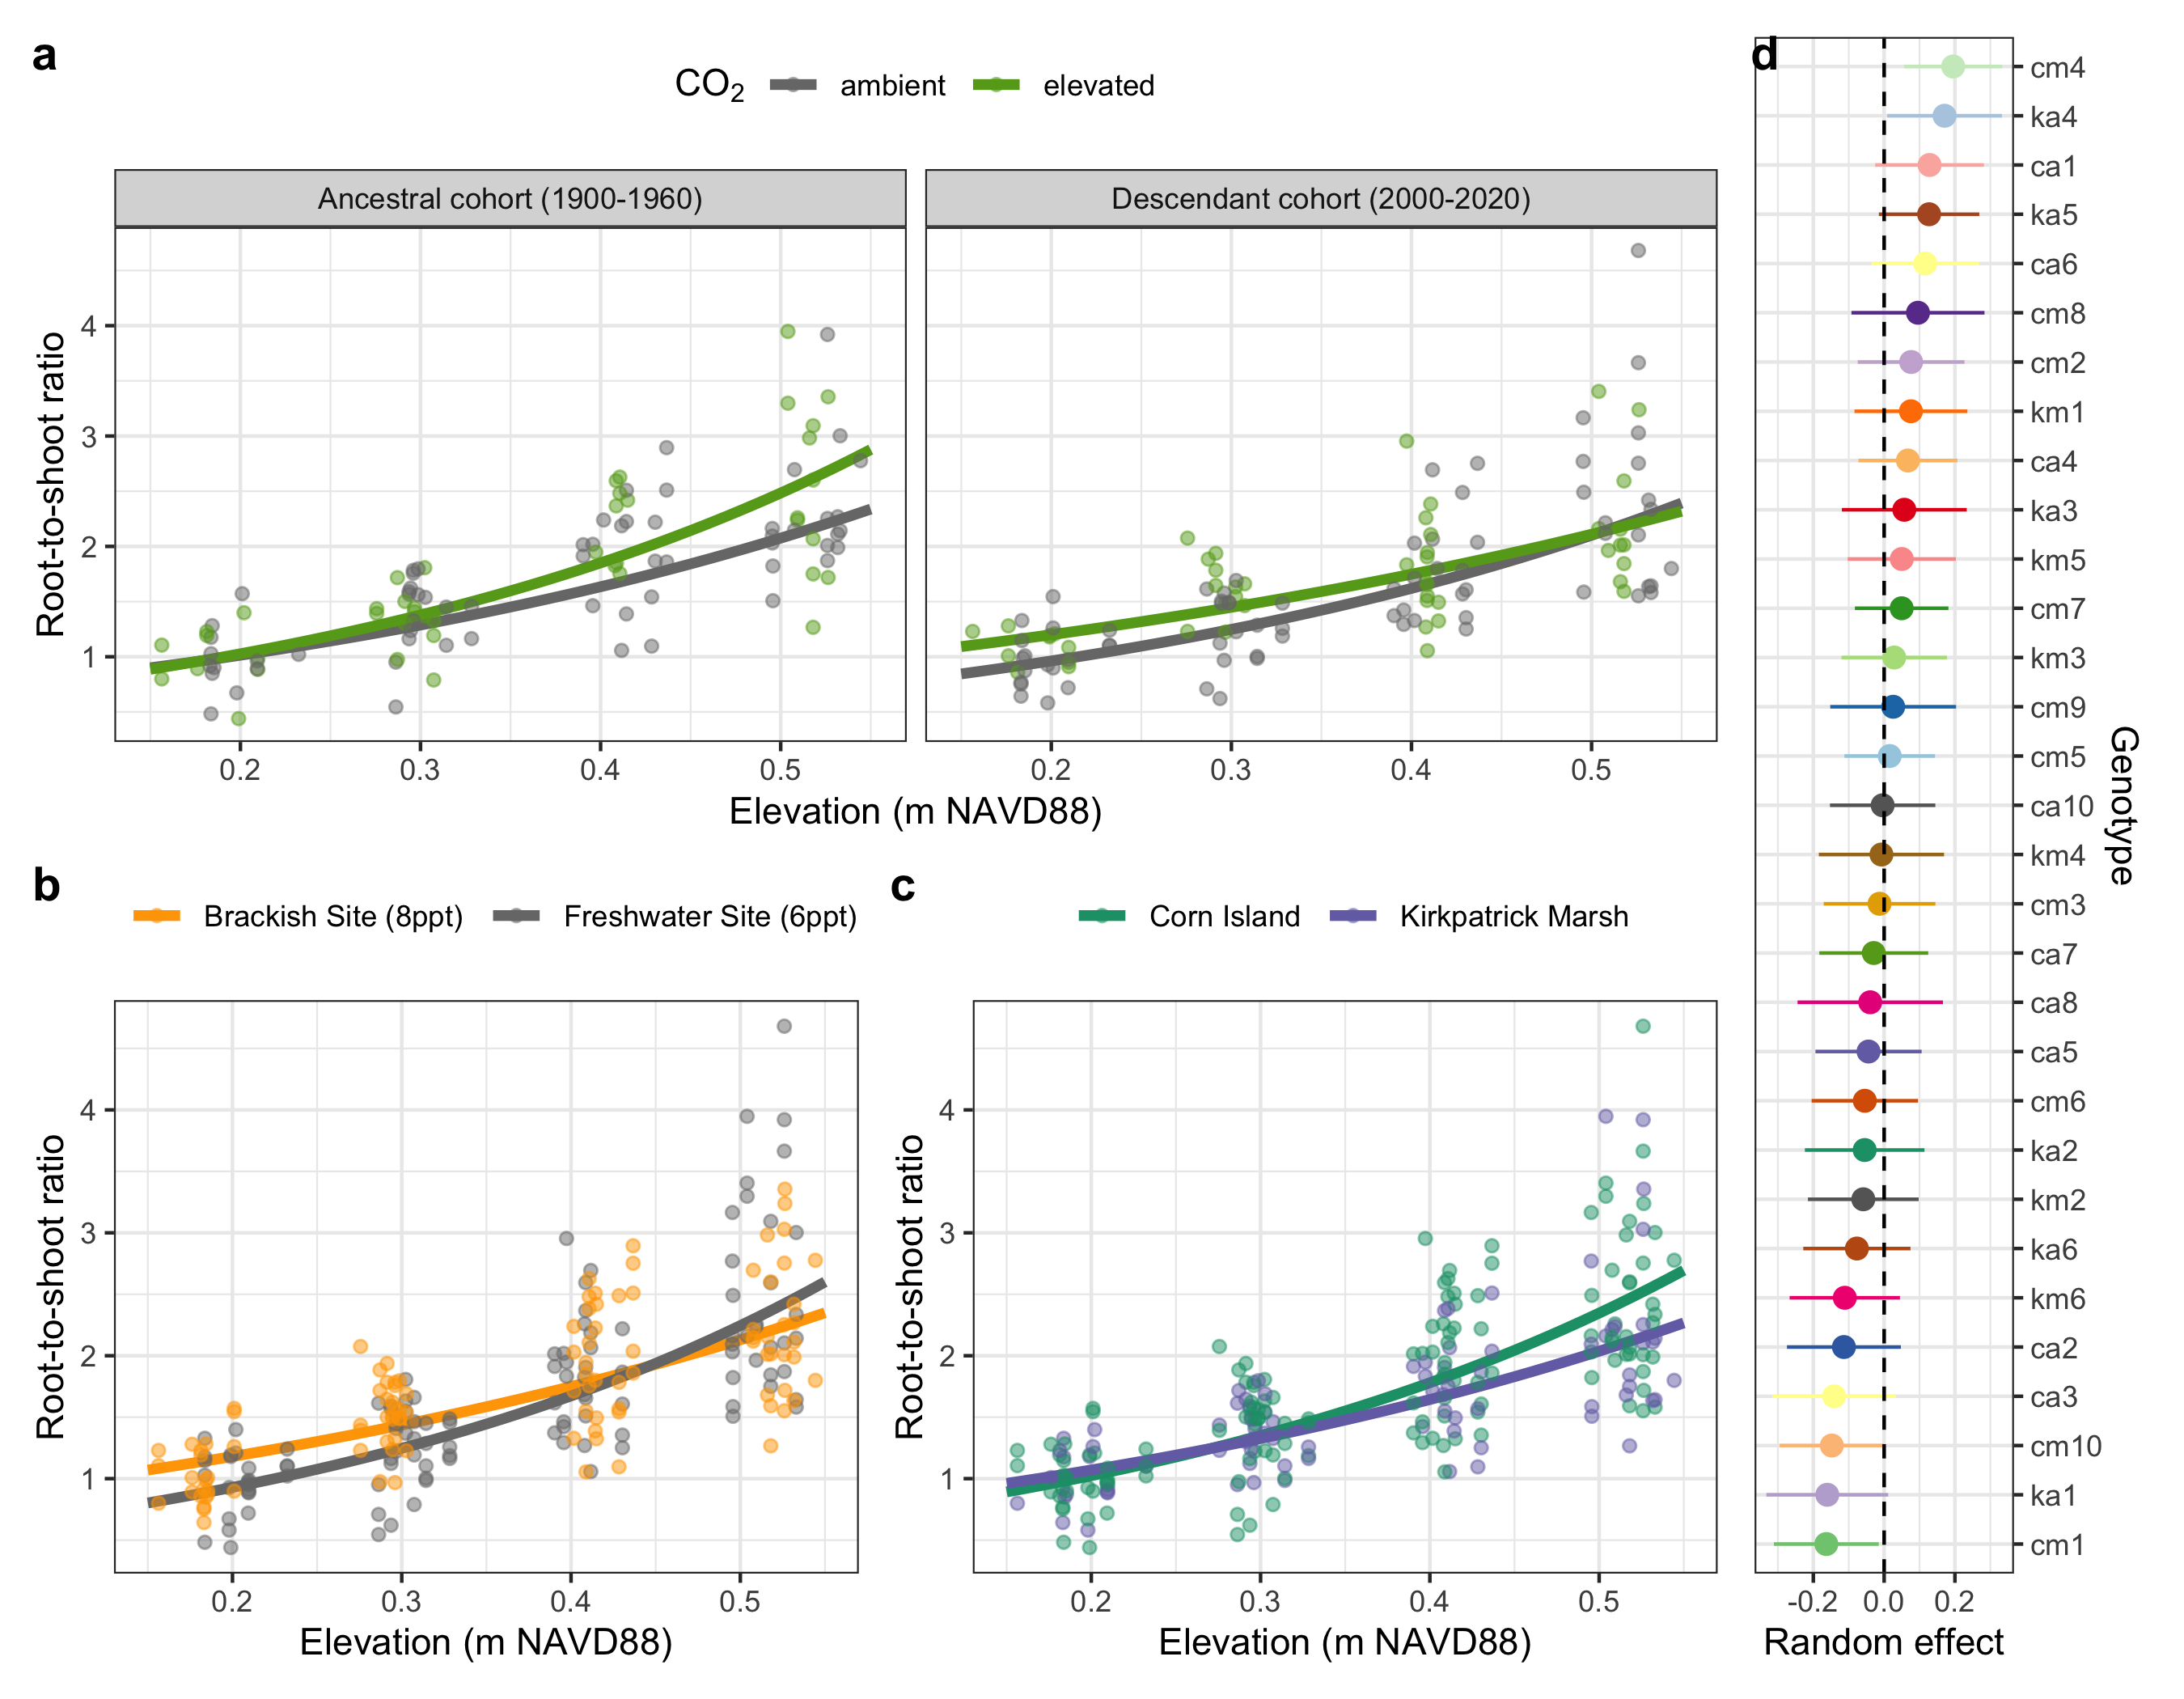 a
CO2 ambient elevated
Ancestral cohort (1900-1960)
Descendant cohort (2000-2020)
Root-to-shoot ratio
4
3
2
1
0.2 0.3 0.4 0.5
0.2 0.3 0.4 0.5
Elevation (m NAVD88)
b
Brackish Site (8ppt) Freshwater Site (6ppt)
Root-to-shoot ratio
4
3
2
1
0.2 0.3 0.4 0.5
Elevation (m NAVD88)
c
Corn Island Kirkpatrick Marsh
Root-to-shoot ratio
4
3
2
1
0.2 0.3 0.4 0.5
Elevation (m NAVD88)
d
cm4
ka4
ca1
ka5
ca6
cm8
cm2
km1
ca4
ka3
km5
cm7
km3
cm9
cm5
ca10
km4
cm3
ca7
ca8
ca5
cm6
ka2
km2
ka6
km6
ca2
ca3
cm10
ka1
cm1
Genotype
-0.2 0.0 0.2
Random effect